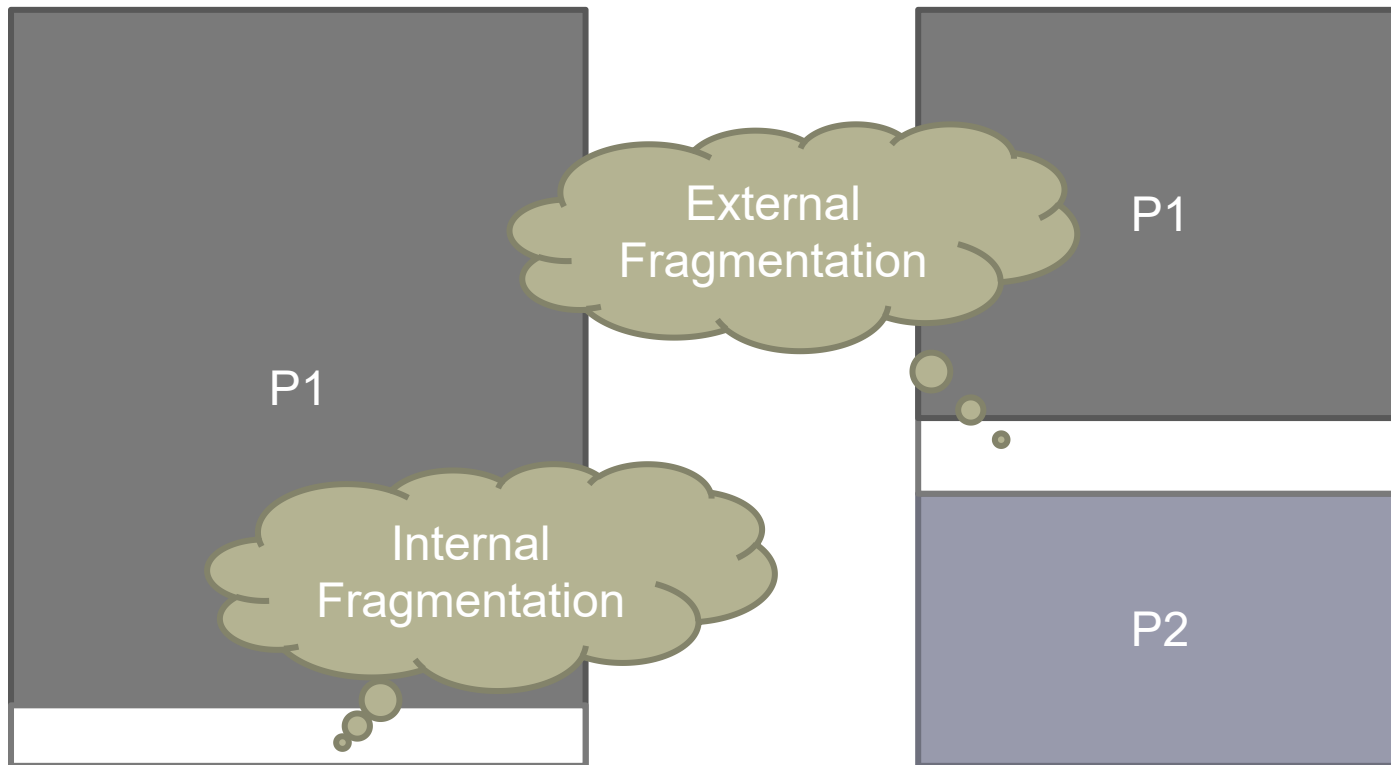 External
Fragmentation
P1
P1
Internal
Fragmentation
P2